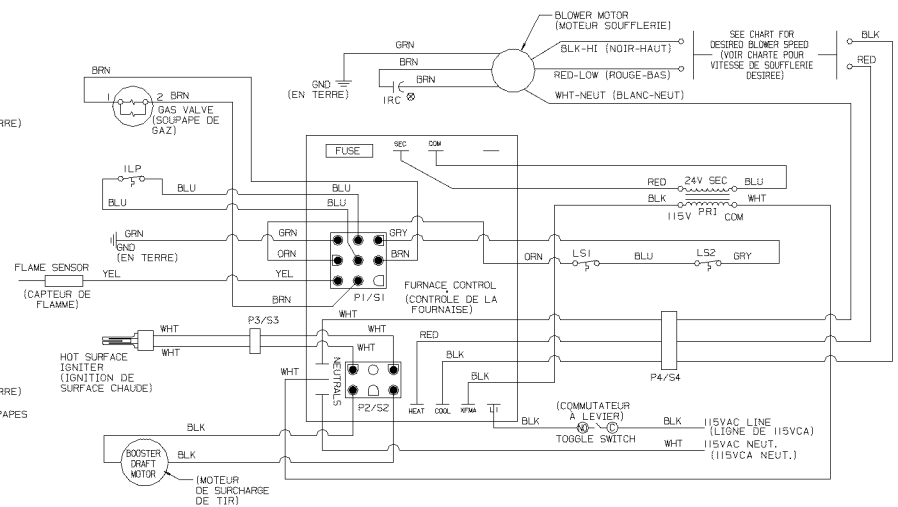 BLOWER MOTOR
(MOTEUR SOUFFLERIE)
GRN
BLK-HI (NOIR-HAUT)
SEE CHART FOR
DESIRED BLOWER SPEED
(VOIR CHARTE POUR
VITESSE DE SOUFFLERIE
DESIREE)
BLK
RED
BRN
BRN
GND
(EN TERRE)
BRN
1RC
RED-LOW (ROUGE-BAS)
WHT-NEUT (BLANC-NEUT)
1
2
BRN
GAS VALVE
(SOUPAPE DE
GAZ)
RRE)
FUSE
SEC
COM
1LP
BLU
BLU
BLU
BLU
RED
24V SEC
BLU
BLK
WHT
115V
PRI
COM
GRN
GND
(EN TERRE)
GRN
GRY
ORN
BRN
ORN
LS1
BLU
LS2
GRY
FLAME SENSOR
YEL
YEL
(CAPTEUR DE
FLAMME)
BRN
P1/S1
FURNACE CONTROL
(CONTROLE DE LA
FOURNAISE)
P3/S3
WHT
WHT
WHT
WHT
WHT
RED
HOT SURFACE
IGNITER
(IGNITION DE
SURFACE CHAUDE)
WHT
NEUTRALS
BLK
BLK
P4/S4
RRE)
PAPES
P2/S2
HEAT
COOL
XFMA
L1
(COMMUTATEUR
A LEVIER)
BLK
NO
C
TOGGLE SWITCH
BLK
115VAC LINE
(LIGNE DE 115VCA)
WHT
115VAC NEUT.
(115VCA NEUT.)
BLK
BLK
BOOSTER
DRAFT
MOTOR
(MOTEUR
DE SURCHARGE
DE TIR)